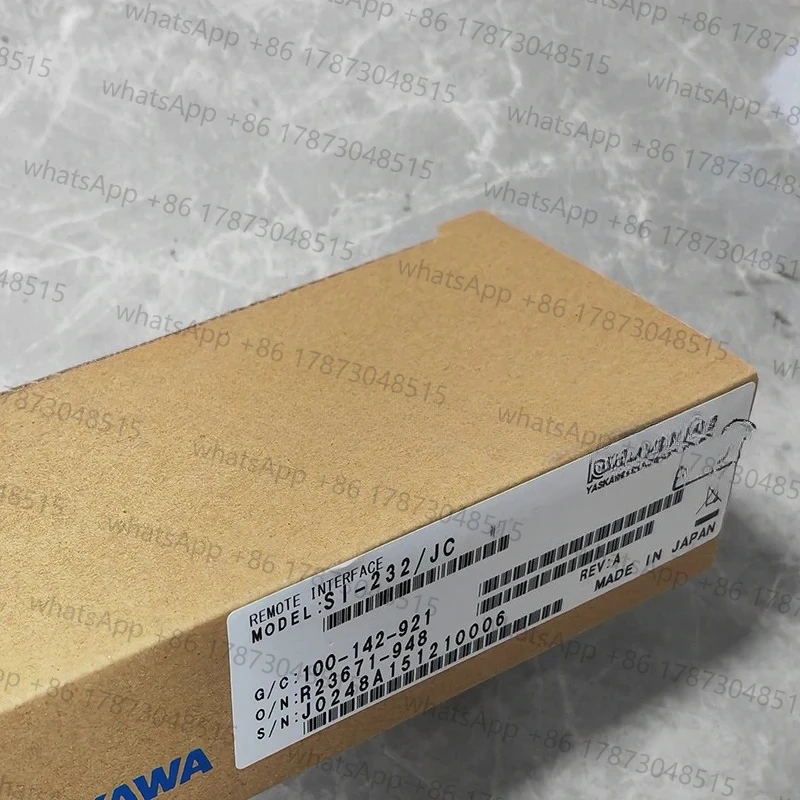 whatsApp +86 17873048515
REMOTE INTERFACE
MODEL:SI-232/JC
G/C:100-142-921
O/N:R23671-948
S/N:J0248A151210006
REV:A
MADE IN JAPAN